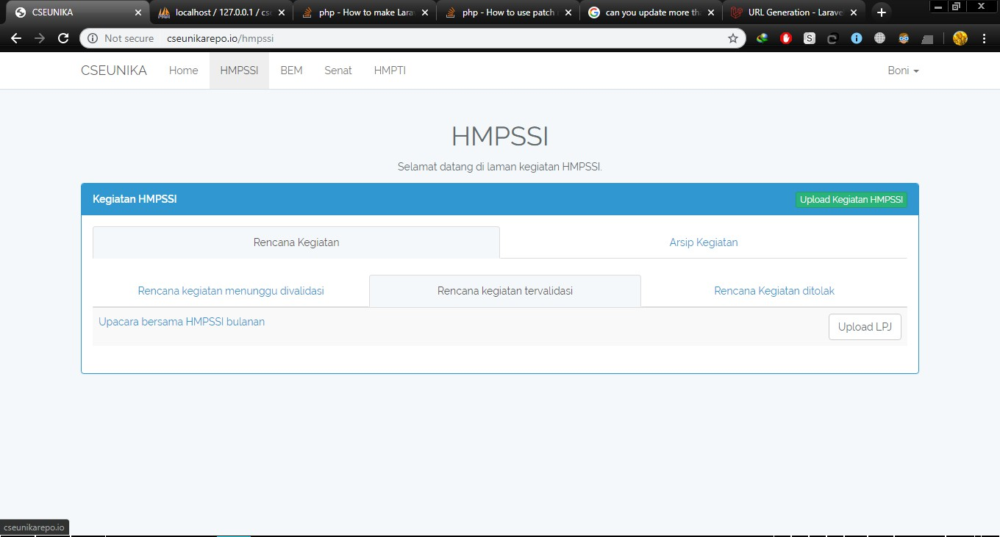 CSEUNIKA
localhost / 127.0.0.1 / cse
php - How to make Lara
php - How to use patch
can you update more th
URL Generation - Larave
Not secure cseunikarepo.io/hmpssi
CSEUNIKA Home HMPSSI BEM Senat HMPTI Boni
HMPSSI
Selamat datang di laman kegiatan HMPSSI.
Kegiatan HMPSSI Upload Kegiatan HMPSSI
Rencana Kegiatan Arsip Kegiatan
Rencana kegiatan menunggu divalidasi Rencana kegiatan tervalidasi Rencana Kegiatan ditolak
Upacara bersama HMPSSI bulanan Upload LPJ
cseunikarepo.io